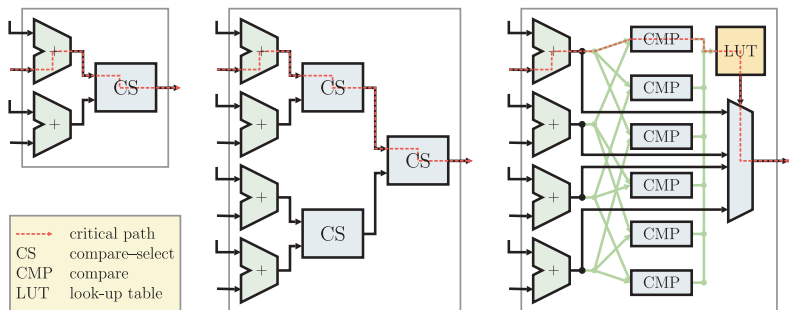 +
CS
+
+
CS
+
CS
+
CS
+
+
CMP
LUT
CMP
+
CMP
+
CMP
CMP
+
CMP
critical path
CS compare–select
CMP compare
LUT look-up table